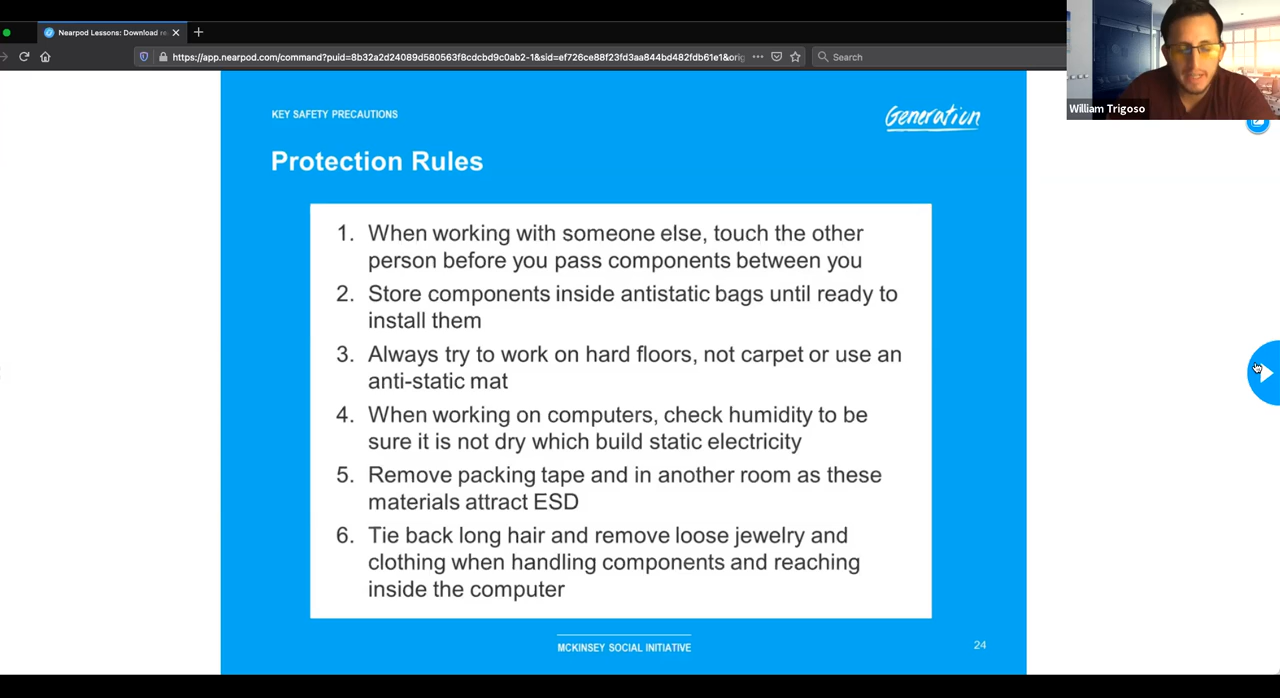 Nearpod Lessons: Download re
https://app.nearpod.com/command?puid=8b32a2d24089d580563f8cdcbd9c0ab2-1&sid=ef726ce88f23fd3aa844bd482fdb61e1&orig
Search
William Trigoso
KEY SAFETY PRECAUTIONS
Generation
Protection Rules
1. When working with someone else, touch the other
person before you pass components between you
2. Store components inside antistatic bags until ready to
install them
3. Always try to work on hard floors, not carpet or use an
anti-static mat
4. When working on computers, check humidity to be
sure it is not dry which build static electricity
5. Remove packing tape and in another room as these
materials attract ESD
6. Tie back long hair and remove loose jewelry and
clothing when handling components and reaching
inside the computer
MCKINSEY SOCIAL INITIATIVE
24